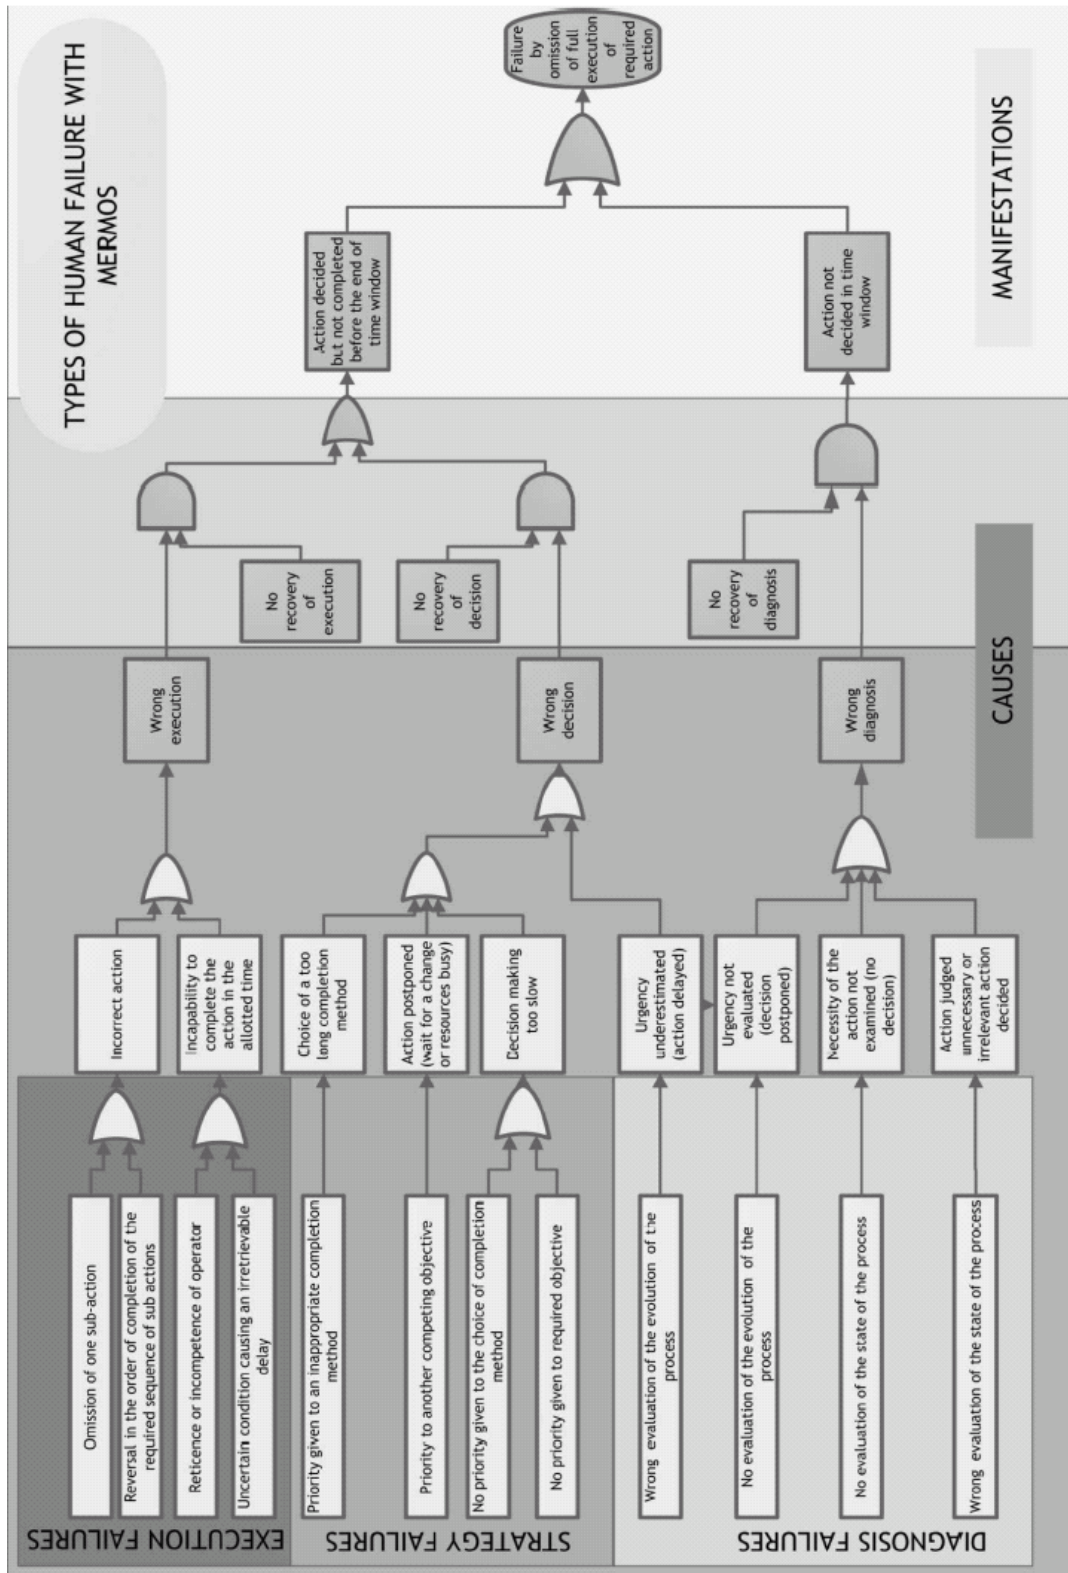 TYPES OF HUMAN FAILURE WITH
MERMOS
EXECUTION FAILURES
Omission of one sub-action
Reversal in the order of completion of the
required sequence of sub actions
Reticence or incompetence of operator
Uncertain condition causing an irretrievable
delay
STRATEGY FAILURES
Priority given to an inappropriate completion
method
Priority to another competing objective
No priority given to the choice of completion
method
No priority given to required objective
DIAGNOSIS FAILURES
Wrong evaluation of the evolution of the
process
No evaluation of the evolution of the
process
No evaluation of the state of the process
Wrong evaluation of the state of the process
Incorrect action
Incapability to
complete the
action in the
allotted time
Choice of a too
long completion
method
Action postponed
(wait for a change
or resources busy)
Decision making
too slow
Urgency
underestimated
(action delayed)
Urgency not
evaluated
(decision
postponed)
Necessity of the
action not
examined (no
decision)
Action judged
unnecessary or
irrelevant action
decided
Wrong
execution
Wrong
decision
Wrong
diagnosis
No
recovery
of
execution
No
recovery
of
decision
No
recovery
of
diagnosis
CAUSES
Action decided
but not completed
before the end of
time window
Action not
decided in time
window
Failure
by
omission
of full
execution
of
required
action
MANIFESTATIONS